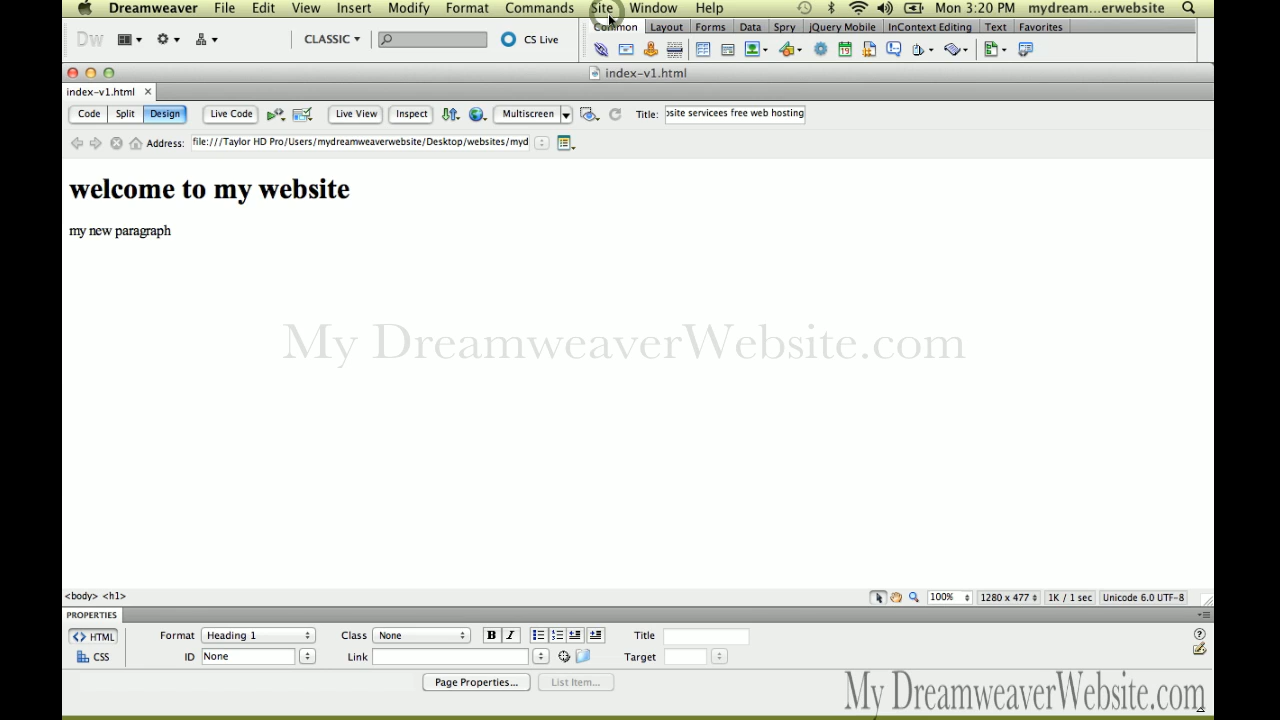 Dreamweaver File Edit View Insert Modify Format Commands Site Window Help Mon 3:20 PM mydream...erwebsite
Common Layout Forms Data Spry jQuery Mobile InContext Editing Text Favorites
Dw CLASSIC CS Live
index-v1.html
index-v1.html
Code Split Design Live Code Live View Inspect Multiscreen Title: site servicees free web hosting
Address: file:///Taylor HD Pro/Users/mydreamweaverwebsite/Desktop/websites/myd
welcome to my website
my new paragraph
My DreamweaverWebsite.com
<body> <h1> 100% 1280 x 477 1K / 1 sec Unicode 6.0 UTF-8
PROPERTIES
<> HTML Format Heading 1 Class None B I Title
CSS ID None Link Target
Page Properties... List Item...
My DreamweaverWebsite.com